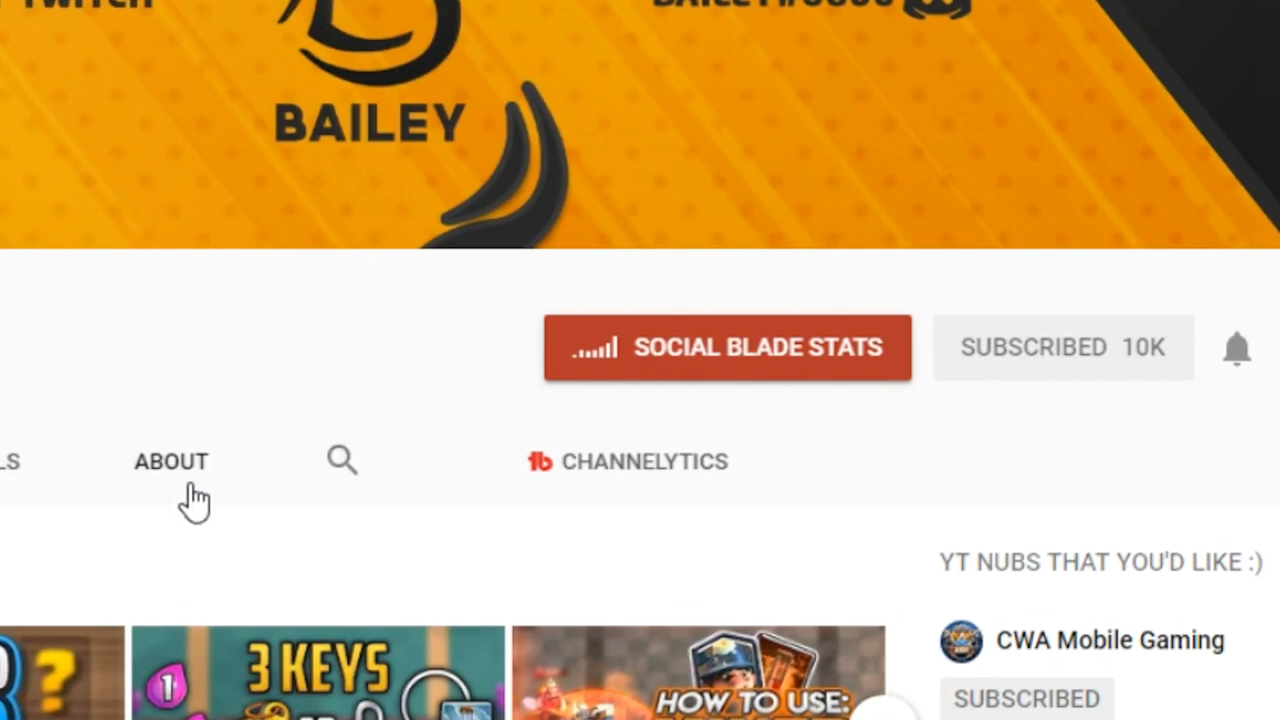 TWITCH
BAILEY
SOCIAL BLADE STATS
SUBSCRIBED 10K
LS
ABOUT
CHANNELYTICS
YT NUBS THAT YOU'D LIKE :)
CWA Mobile Gaming
SUBSCRIBED
?
1
3 KEYS
HOW TO USE: